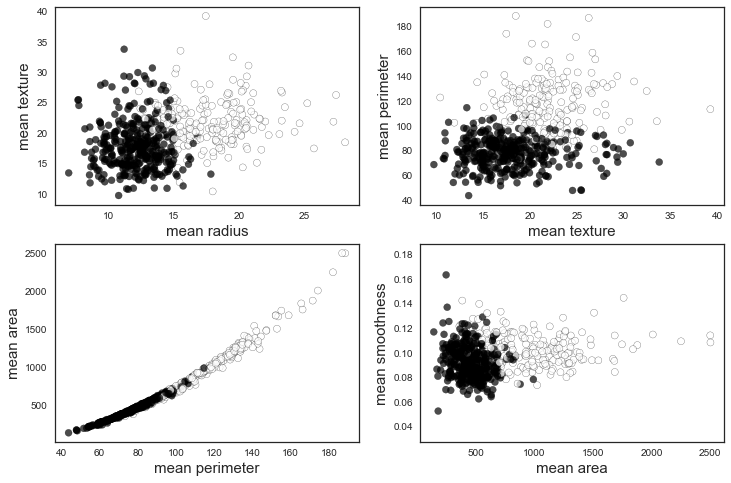 40
35
30
25
20
15
10
mean texture
10 15 20 25
mean radius
180
160
140
120
100
80
60
40
mean perimeter
10 15 20 25 30 35 40
mean texture
2500
2000
1500
1000
500
mean area
40 60 80 100 120 140 160 180
mean perimeter
0.18
0.16
0.14
0.12
0.10
0.08
0.06
0.04
mean smoothness
500 1000 1500 2000 2500
mean area